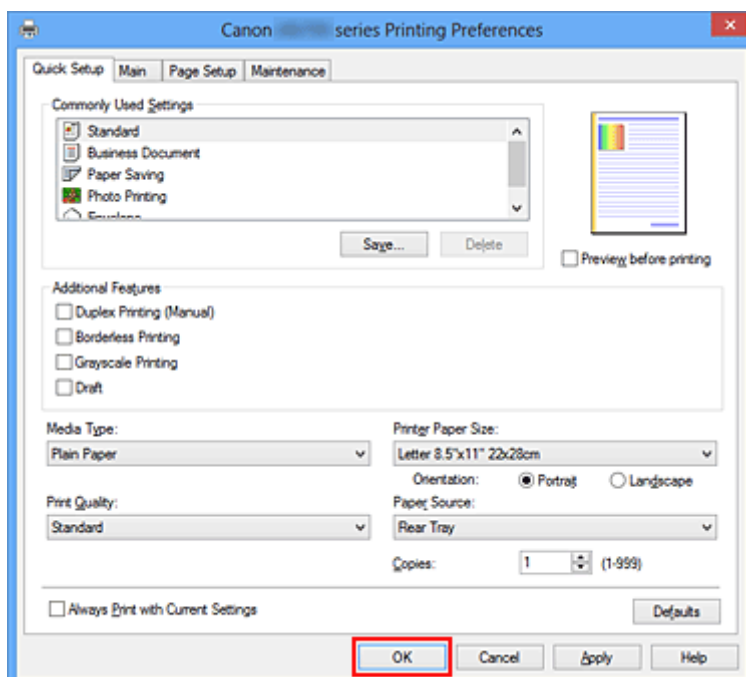 Canon series Printing Preferences
Quick Setup Main Page Setup Maintenance
Commonly Used Settings
Standard
Business Document
Paper Saving
Photo Printing
Envelope
Save... Delete
Preview before printing
Additional Features
Duplex Printing (Manual)
Borderless Printing
Grayscale Printing
Draft
Media Type:
Plain Paper
Printer Paper Size:
Letter 8.5"x11" 22x28cm
Orientation: Portrait Landscape
Print Quality:
Standard
Paper Source:
Rear Tray
Copies: 1 (1-999)
Always Print with Current Settings
Defaults
OK Cancel Apply Help